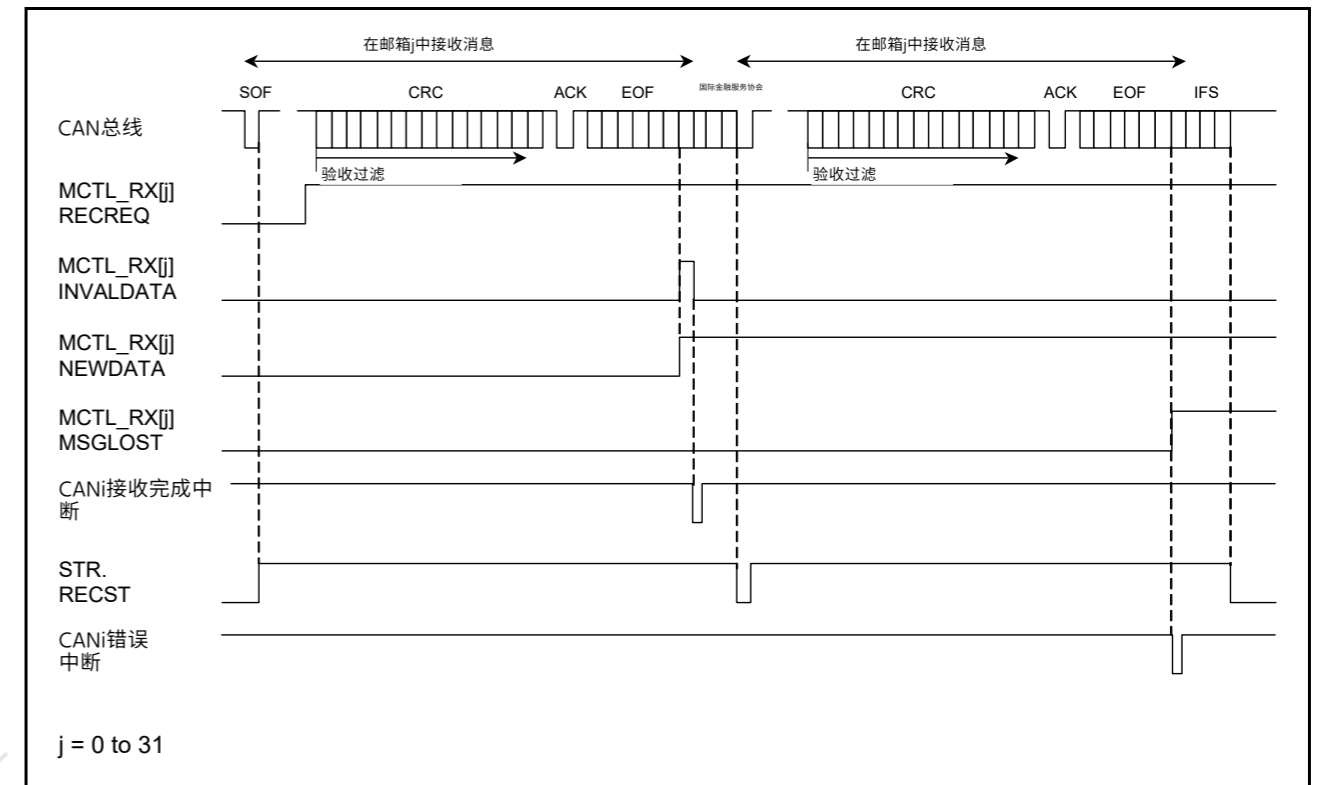 在邮箱j中接收消息 在邮箱j中接收消息
SOF CRC ACK EOF 国际金融服务协会 CRC ACK EOF IFS
CAN总线
验收过滤 验收过滤
MCTL_RX[j]
RECREQ
MCTL_RX[j]
INVALDATA
MCTL_RX[j]
NEWDATA
MCTL_RX[j]
MSGLOST
CANi接收完成中
断
STR.
RECST
CANi错误
中断
j = 0 to 31